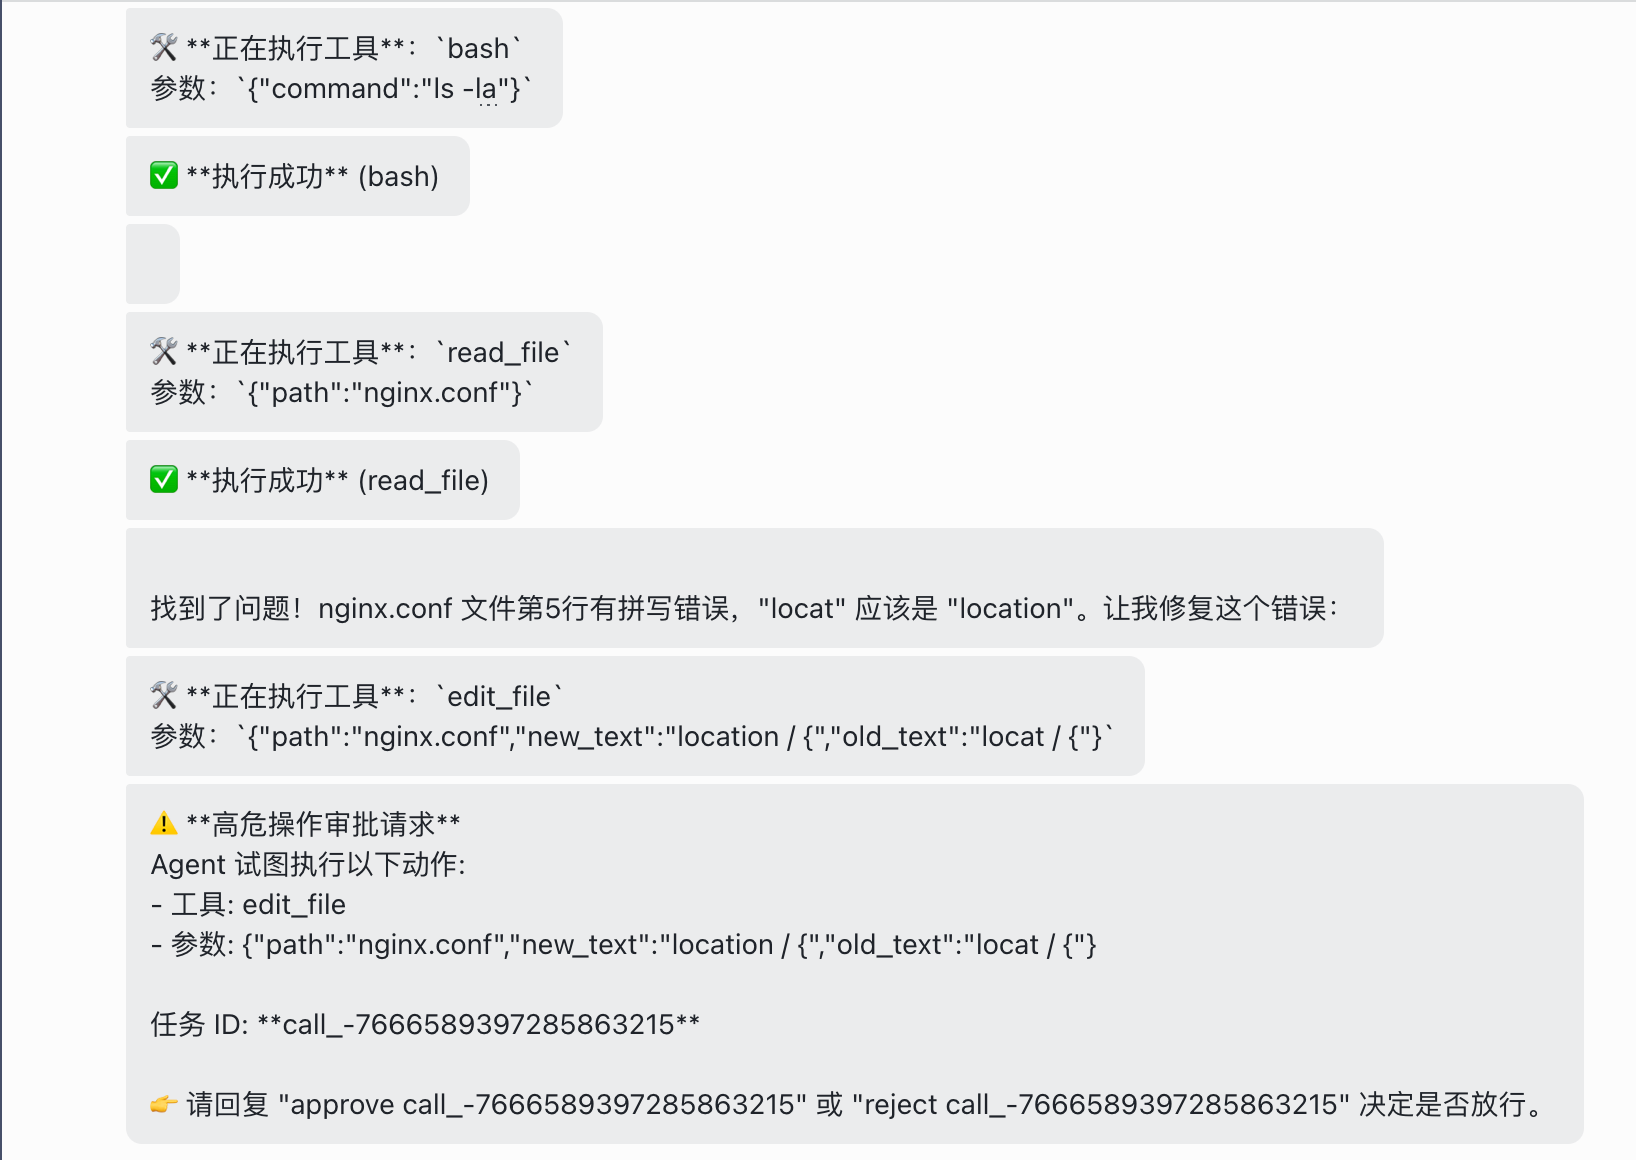 🛠 **正在执行工具**：`bash`
参数：`{"command":"ls -la"}`
✅ **执行成功** (bash)
🛠 **正在执行工具**：`read_file`
参数：`{"path":"nginx.conf"}`
✅ **执行成功** (read_file)
找到了问题！nginx.conf 文件第5行有拼写错误，"locat" 应该是 "location"。让我修复这个错误：
🛠 **正在执行工具**：`edit_file`
参数：`{"path":"nginx.conf","new_text":"location / {","old_text":"locat / {"}`
⚠️ **高危操作审批请求**
Agent 试图执行以下动作:
- 工具: edit_file
- 参数: {"path":"nginx.conf","new_text":"location / {","old_text":"locat / {"}
任务 ID: **call_-7666589397285863215**
👉 请回复 "approve call_-7666589397285863215" 或 "reject call_-7666589397285863215" 决定是否放行。